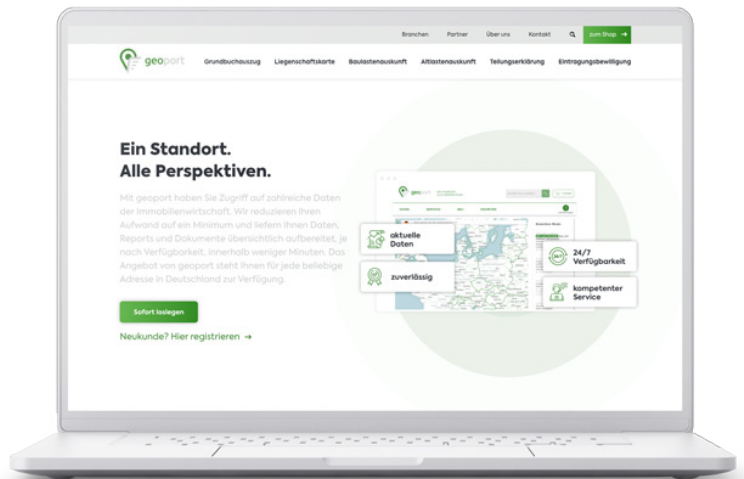 Branchen Partner Über uns Kontakt zum Shop →
geoport Grundbuchauszug Liegenschaftskarte Baulastenauskunft Altlastenauskunft Teilungserklärung Eintragungsbewilligung
Ein Standort.
Alle Perspektiven.
Mit geoport haben Sie Zugriff auf zahlreiche Daten
der Immobilienwirtschaft. Wir reduzieren Ihren
Aufwand auf ein Minimum und liefern Ihnen Daten,
Reports und Dokumente übersichtlich aufbereitet, je
nach Verfügbarkeit, innerhalb weniger Minuten. Das
Angebot von geoport steht Ihnen für jede beliebige
Adresse in Deutschland zur Verfügung.
Sofort loslegen
Neukunde? Hier registrieren →
geoport
aktuelle
Daten
zuverlässig
24/7
Verfügbarkeit
kompetenter
Service